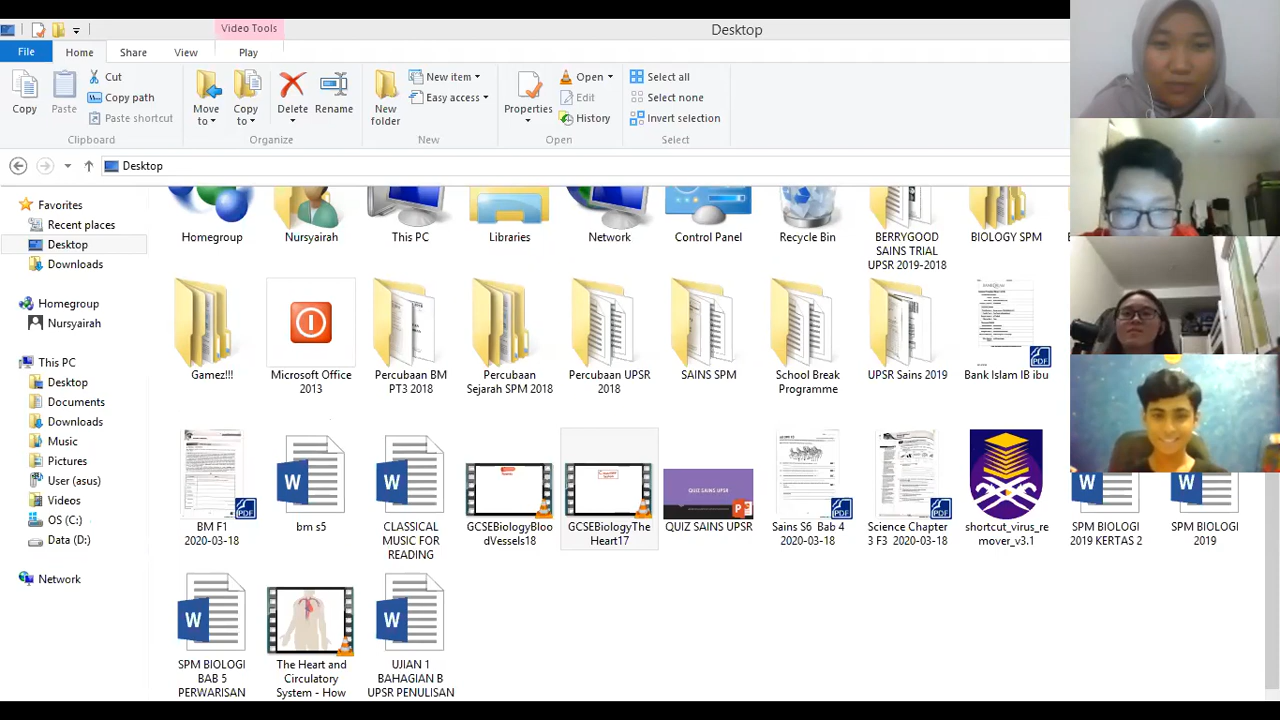 Video Tools
Desktop
File
Home
Share
View
Play
Copy
Paste
Cut
Copy path
Paste shortcut
Move to
Copy to
Delete
Rename
New folder
New item
Easy access
Properties
Open
Edit
History
Select all
Select none
Invert selection
Clipboard
Organize
New
Open
Select
Desktop
Favorites
Recent places
Desktop
Downloads
Homegroup
Nursyairah
This PC
Desktop
Documents
Downloads
Music
Pictures
User (asus)
Videos
OS (C:)
Data (D:)
Network
Homegroup
Nursyairah
This PC
Libraries
Network
Control Panel
Recycle Bin
BERRYGOOD
SAINS TRIAL
UPSR 2019-2018
BIOLOGY SPM
Gamez!!!
Microsoft Office
2013
Percubaan BM
PT3 2018
Percubaan
Sejarah SPM 2018
Percubaan UPSR
2018
SAINS SPM
School Break
Programme
UPSR Sains 2019
Bank Islam IB ibu
BM F1
2020-03-18
bm s5
CLASSICAL
MUSIC FOR
READING
GCSEBiologyBloo
dVessels18
GCSEBiologyThe
Heart17
QUIZ SAINS UPSR
QUIZ SAINS UPSR
Sains S6 Bab 4
2020-03-18
Science Chapter
3 F3 2020-03-18
shortcut_virus_re
mover_v3.1
SPM BIOLOGI
2019 KERTAS 2
SPM BIOLOGI
2019
SPM BIOLOGI
BAB 5
PERWARISAN
The Heart and
Circulatory
System - How
UJIAN 1
BAHAGIAN B
UPSR PENULISAN